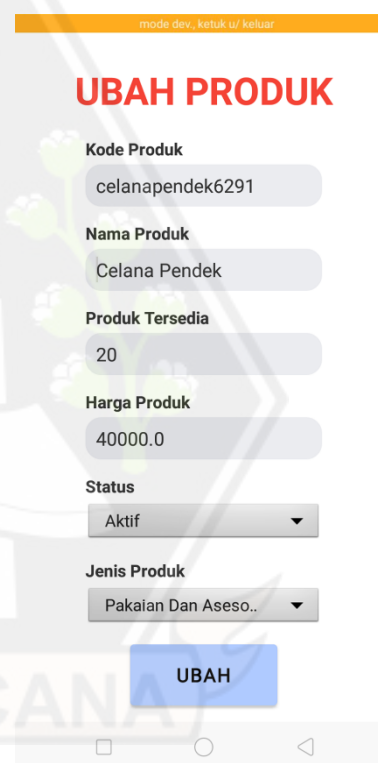 mode dev., ketuk u/ keluar
UBAH PRODUK
Kode Produk
celanapendek6291
Nama Produk
Celana Pendek
Produk Tersedia
20
Harga Produk
40000.0
Status
Aktif
Jenis Produk
Pakaian Dan Aseso..
UBAH
CANA